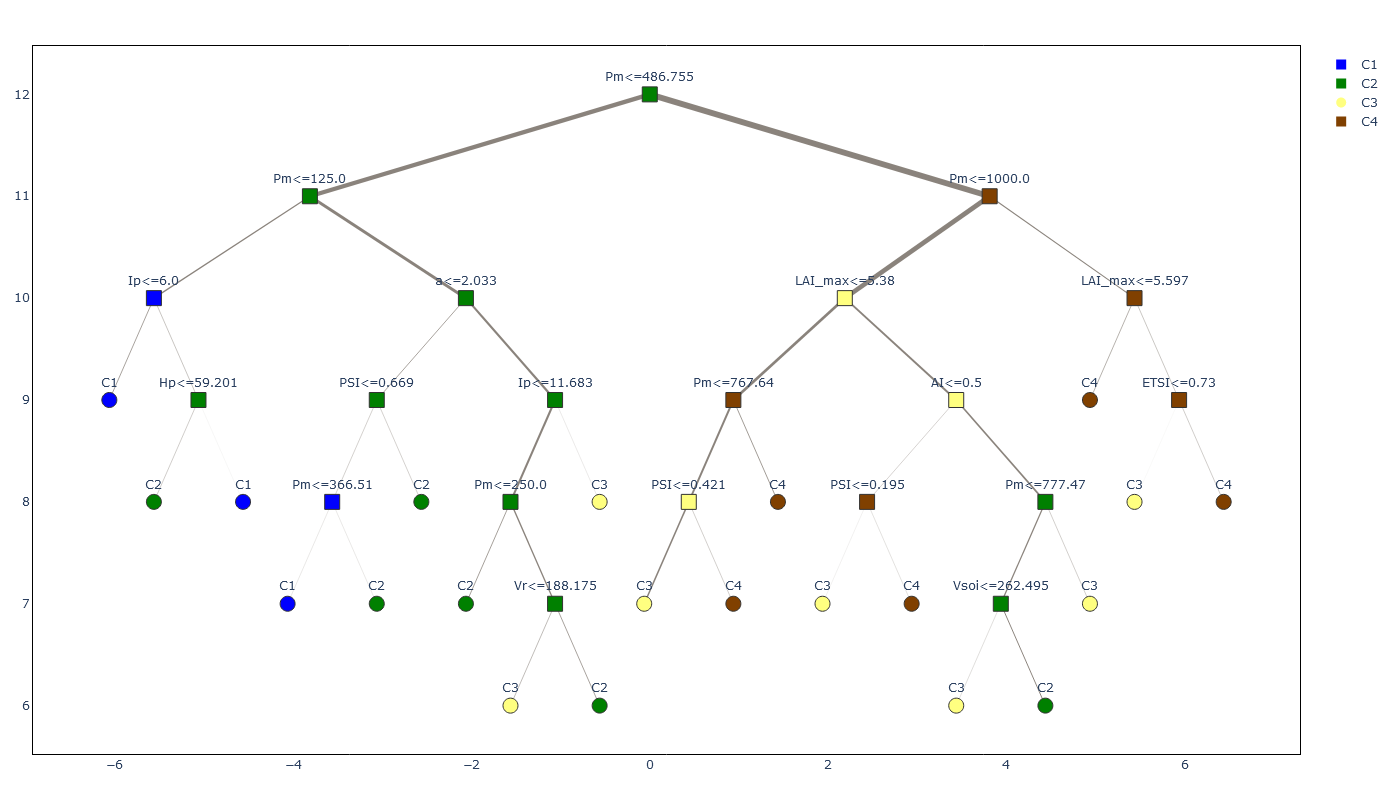 Pm<=486.755
C1
C2
C3
C4
12
Pm<=125.0
Pm<=1000.0
11
Ip<=6.0
a<=2.033
LAI_max<=5.38
LAI_max<=5.597
10
C1
Hp<=59.201
PSI<=0.669
Ip<=11.683
Pm<=767.64
AI<=0.5
C4
ETSI<=0.73
9
C2
C1
Pm<=366.51
C2
Pm<=250.0
C3
PSI<=0.421
C4
PSI<=0.195
Pm<=777.47
C3
C4
8
C1
C2
C2
Vr<=188.175
C3
C4
C3
C4
Vsoi<=262.495
C3
7
C3
C2
C3
C2
6
−6
−4
−2
0
2
4
6